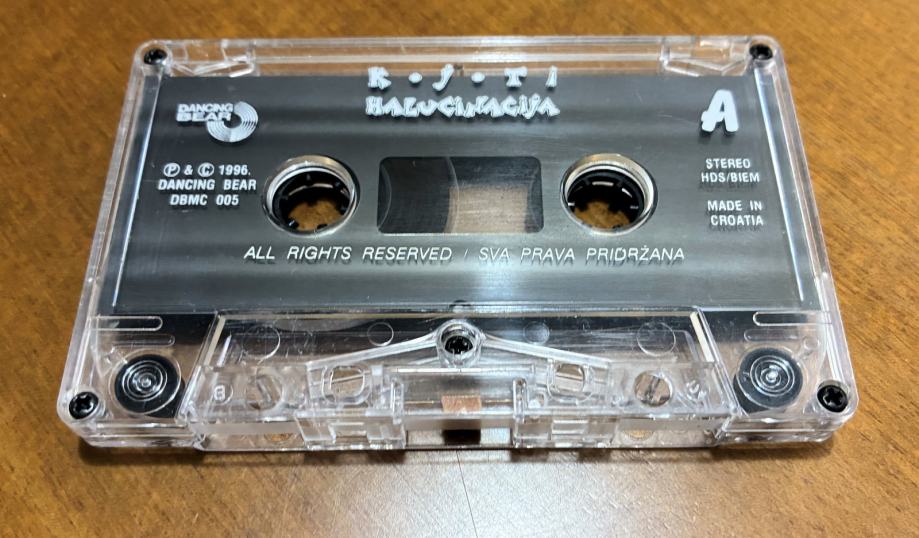 R · J · Ti
HALUCiNACiJA
DANCING
BEAR
A
Ⓟ & Ⓒ 1996.
DANCING BEAR
DBMC 005
STEREO
HDS/BIEM
MADE IN
CROATIA
ALL RIGHTS RESERVED / SVA PRAVA PRIDRŽANA